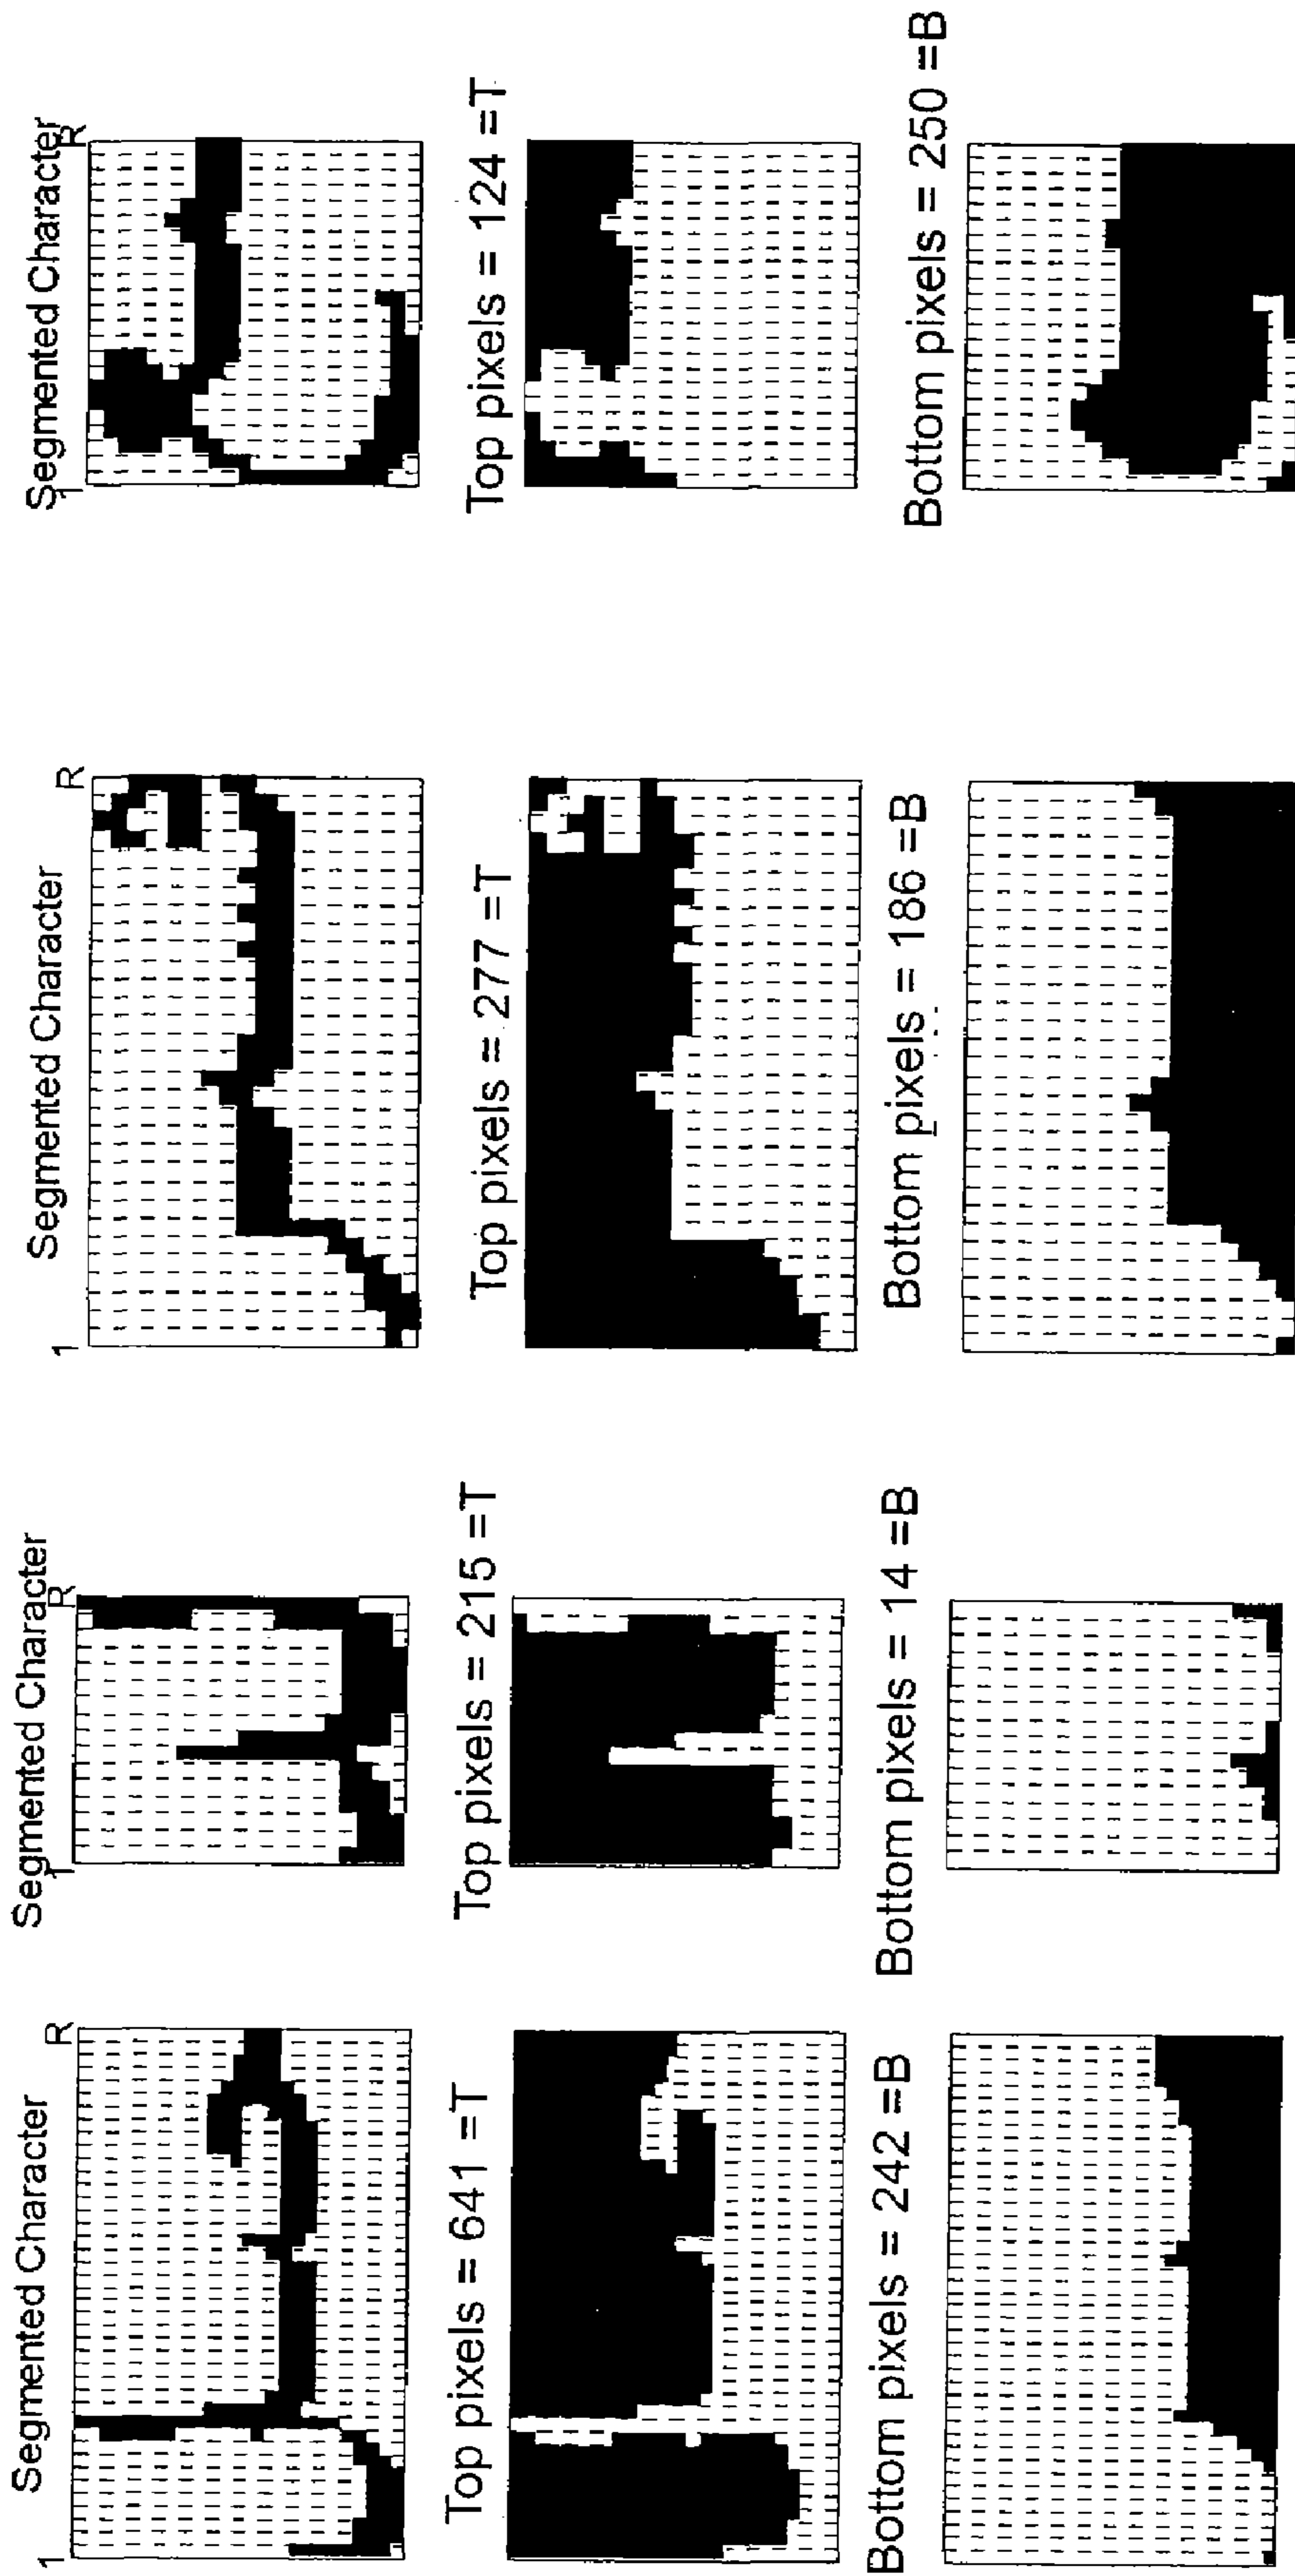 Segmented Character Segmented Character Segmented Character Segmented Character
1 R 1 R 1 R 1 R
Top pixels = 641 =T Top pixels = 215 =T Top pixels = 277 =T Top pixels = 124 =T
Bottom pixels = 242 =B Bottom pixels = 14 =B Bottom pixels = 186 =B Bottom pixels = 250 =B